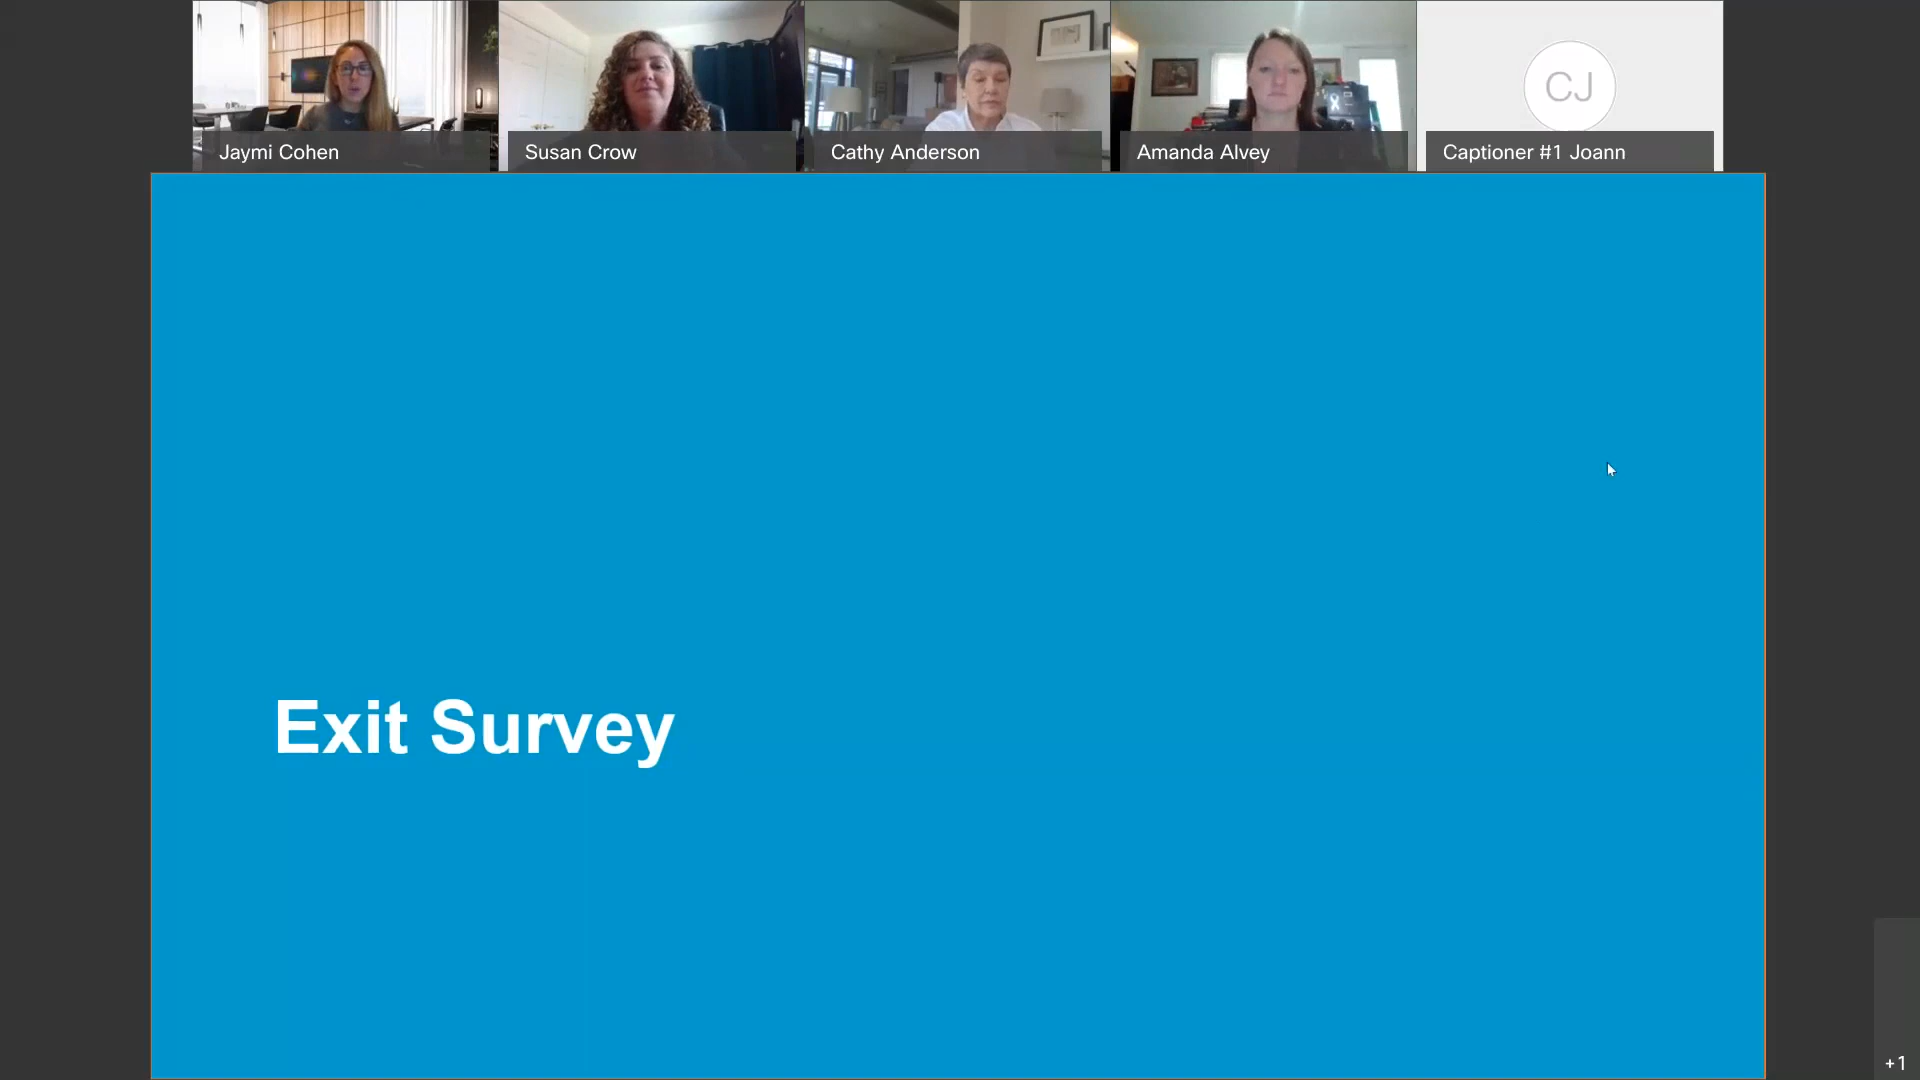 Jaymi Cohen
Susan Crow
Cathy Anderson
Amanda Alvey
CJ
Captioner #1 Joann
Exit Survey
+1